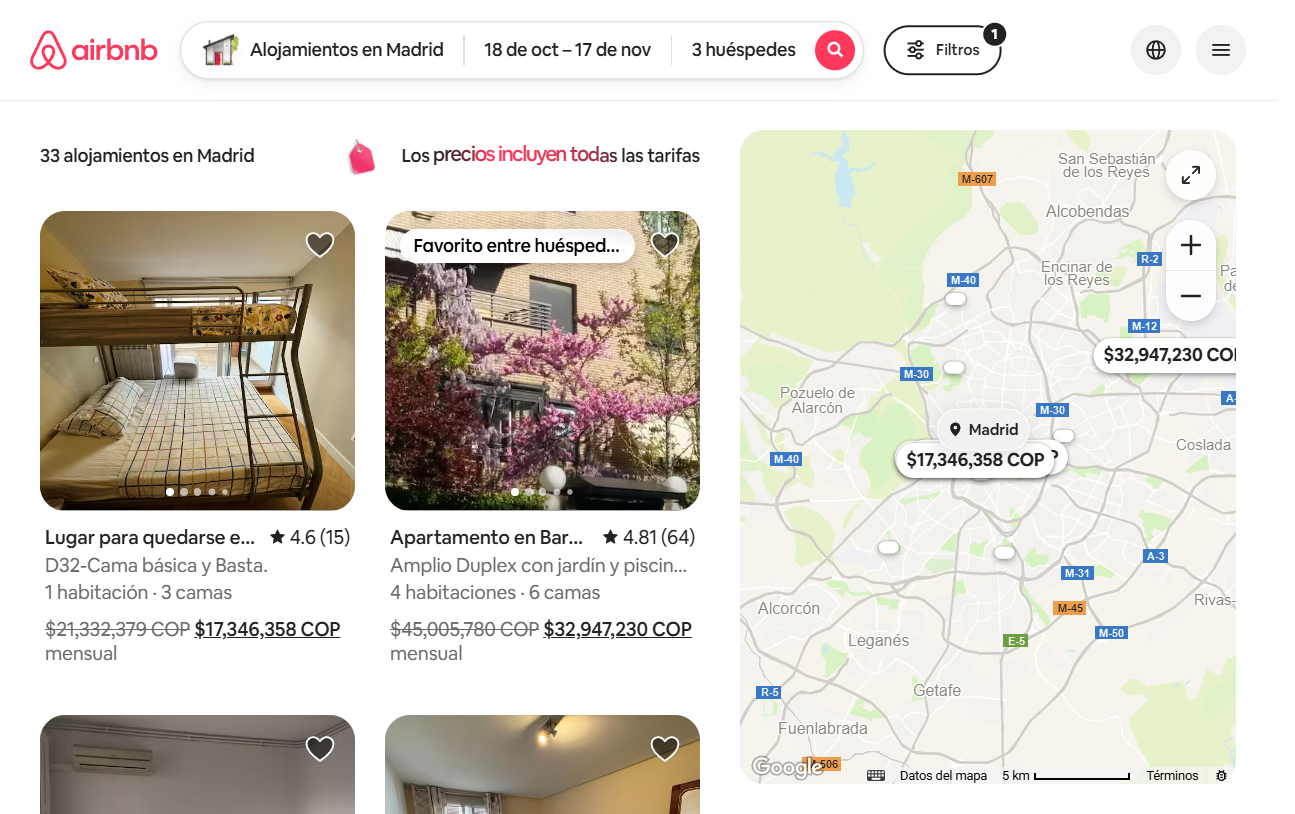 airbnb
Alojamientos en Madrid
18 de oct – 17 de nov
3 huéspedes
Filtros
1
33 alojamientos en Madrid
Los precios incluyen todas las tarifas
Favorito entre huésped...
Lugar para quedarse e...
4.6 (15)
D32-Cama básica y Basta.
1 habitación · 3 camas
$21,332,379 COP $17,346,358 COP
mensual
Apartamento en Bar...
4.81 (64)
Amplio Duplex con jardín y piscin...
4 habitaciones · 6 camas
$45,005,780 COP $32,947,230 COP
mensual
San Sebastián
de los Reyes
M-607
Alcobendas
R-2
Encinar de
los Reyes
Pa
de
M-40
M-12
$32,947,230 CO
M-30
Pozuelo de
Alarcón
A-
M-30
Madrid
Coslada
M-40
$17,346,358 COP
P
A-3
M-31
Rivas-
Alcorcón
M-45
M-50
Leganés
E-5
R-5
Getafe
Fuenlabrada
Google
M-506
Datos del mapa
5 km
Términos